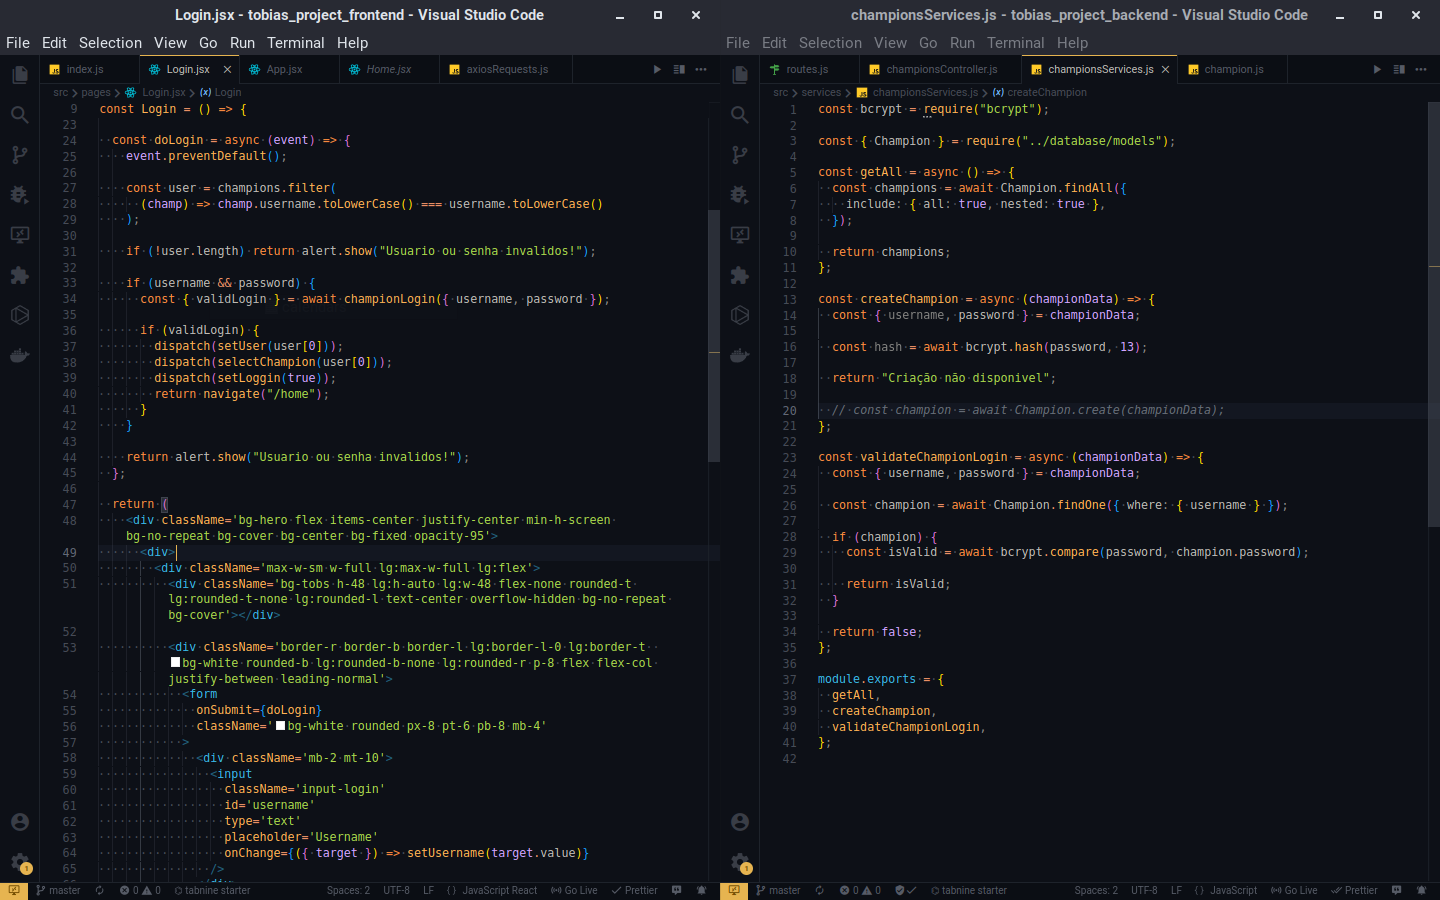 Login.jsx - tobias_project_frontend - Visual Studio Code
File Edit Selection View Go Run Terminal Help
index.js Login.jsx App.jsx Home.jsx axiosRequests.js
src > pages > Login.jsx > Login
9 const Login = () => {
23
24 const doLogin = async (event) => {
25 event.preventDefault();
26
27 const user = champions.filter(
28 (champ) => champ.username.toLowerCase() === username.toLowerCase()
29 );
30
31 if (!user.length) return alert.show("Usuario ou senha invalidos!");
32
33 if (username && password) {
34 const { validLogin } = await championLogin({ username, password });
35
36 if (validLogin) {
37 dispatch(setUser(user[0]));
38 dispatch(selectChampion(user[0]));
39 dispatch(setLoggin(true));
40 return navigate("/home");
41 }
42 }
43
44 return alert.show("Usuario ou senha invalidos!");
45 };
46
47 return (
48 <div className='bg-hero flex items-center justify-center min-h-screen
bg-no-repeat bg-cover bg-center bg-fixed opacity-95'>
49 <div>
50 <div className='max-w-sm w-full lg:max-w-full lg:flex'>
51 <div className='bg-tobs h-48 lg:h-auto lg:w-48 flex-none rounded-t
lg:rounded-t-none lg:rounded-l text-center overflow-hidden bg-no-repeat
bg-cover'></div>
52
53 <div className='border-r border-b border-l lg:border-l-0 lg:border-t
bg-white rounded-b lg:rounded-b-none lg:rounded-r p-8 flex flex-col
justify-between leading-normal'>
54 <form
55 onSubmit={doLogin}
56 className='bg-white rounded px-8 pt-6 pb-8 mb-4'
57 >
58 <div className='mb-2 mt-10'>
59 <input
60 className='input-login'
61 id='username'
62 type='text'
63 placeholder='Username'
64 onChange={({ target }) => setUsername(target.value)}
65 />
1 master 0 0 tabnine starter Spaces: 2 UTF-8 LF {} JavaScript React Go Live Prettier
championsServices.js - tobias_project_backend - Visual Studio Code
File Edit Selection View Go Run Terminal Help
routes.js championsController.js championsServices.js champion.js
src > services > championsServices.js > createChampion
1 const bcrypt = require("bcrypt");
2
3 const { Champion } = require("../database/models");
4
5 const getAll = async () => {
6 const champions = await Champion.findAll({
7 include: { all: true, nested: true },
8 });
9
10 return champions;
11 };
12
13 const createChampion = async (championData) => {
14 const { username, password } = championData;
15
16 const hash = await bcrypt.hash(password, 13);
17
18 return "Criação não disponivel";
19
20 // const champion = await Champion.create(championData);
21 };
22
23 const validateChampionLogin = async (championData) => {
24 const { username, password } = championData;
25
26 const champion = await Champion.findOne({ where: { username } });
27
28 if (champion) {
29 const isValid = await bcrypt.compare(password, champion.password);
30
31 return isValid;
32 }
33
34 return false;
35 };
36
37 module.exports = {
38 getAll,
39 createChampion,
40 validateChampionLogin,
41 };
42
1 master 0 0 tabnine starter Spaces: 2 UTF-8 LF {} JavaScript Go Live Prettier